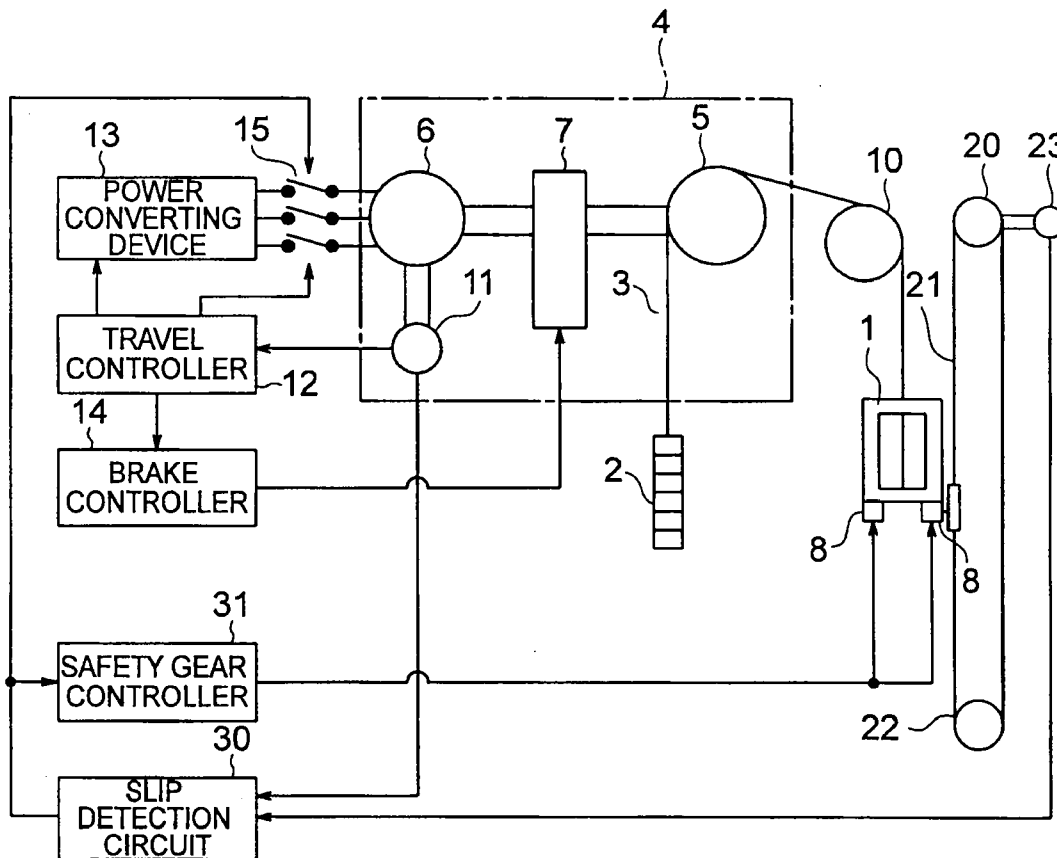 4
13
15
6
7
5
10
20
23
POWER
CONVERTING
DEVICE
11
3
21
1
TRAVEL
CONTROLLER
12
14
BRAKE
CONTROLLER
2
8
8
31
SAFETY GEAR
CONTROLLER
22
30
SLIP
DETECTION
CIRCUIT